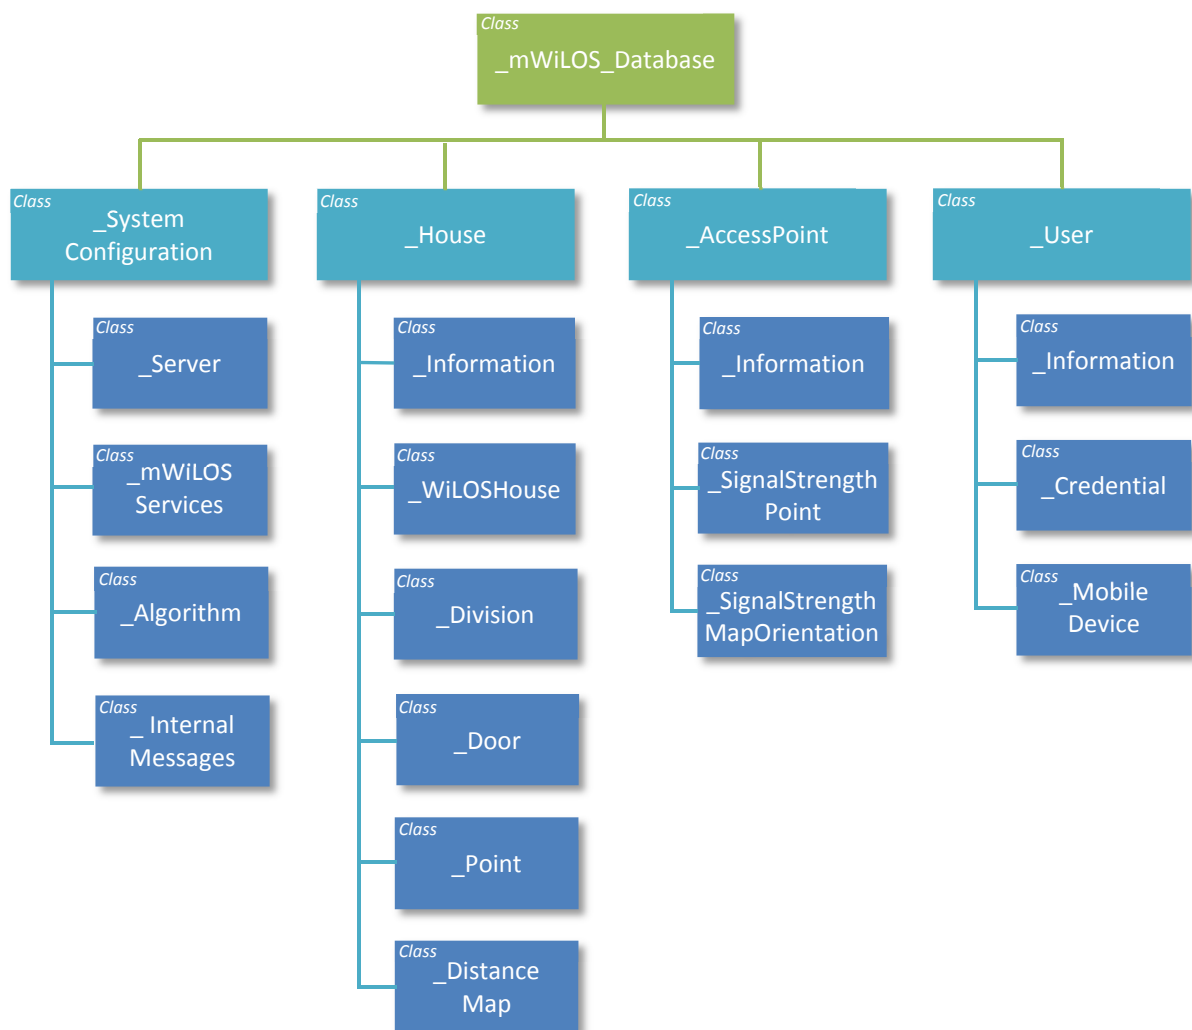 Class
_mWiLOS_Database
Class
_System
Configuration
Class
_House
Class
_AccessPoint
Class
_User
Class
_Server
Class
_mWiLOS
Services
Class
_Algorithm
Class
_ Internal
Messages
Class
_Information
Class
_WiLOSHouse
Class
_Division
Class
_Door
Class
_Point
Class
_Distance
Map
Class
_Information
Class
_SignalStrength
Point
Class
_SignalStrength
MapOrientation
Class
_Information
Class
_Credential
Class
_Mobile
Device